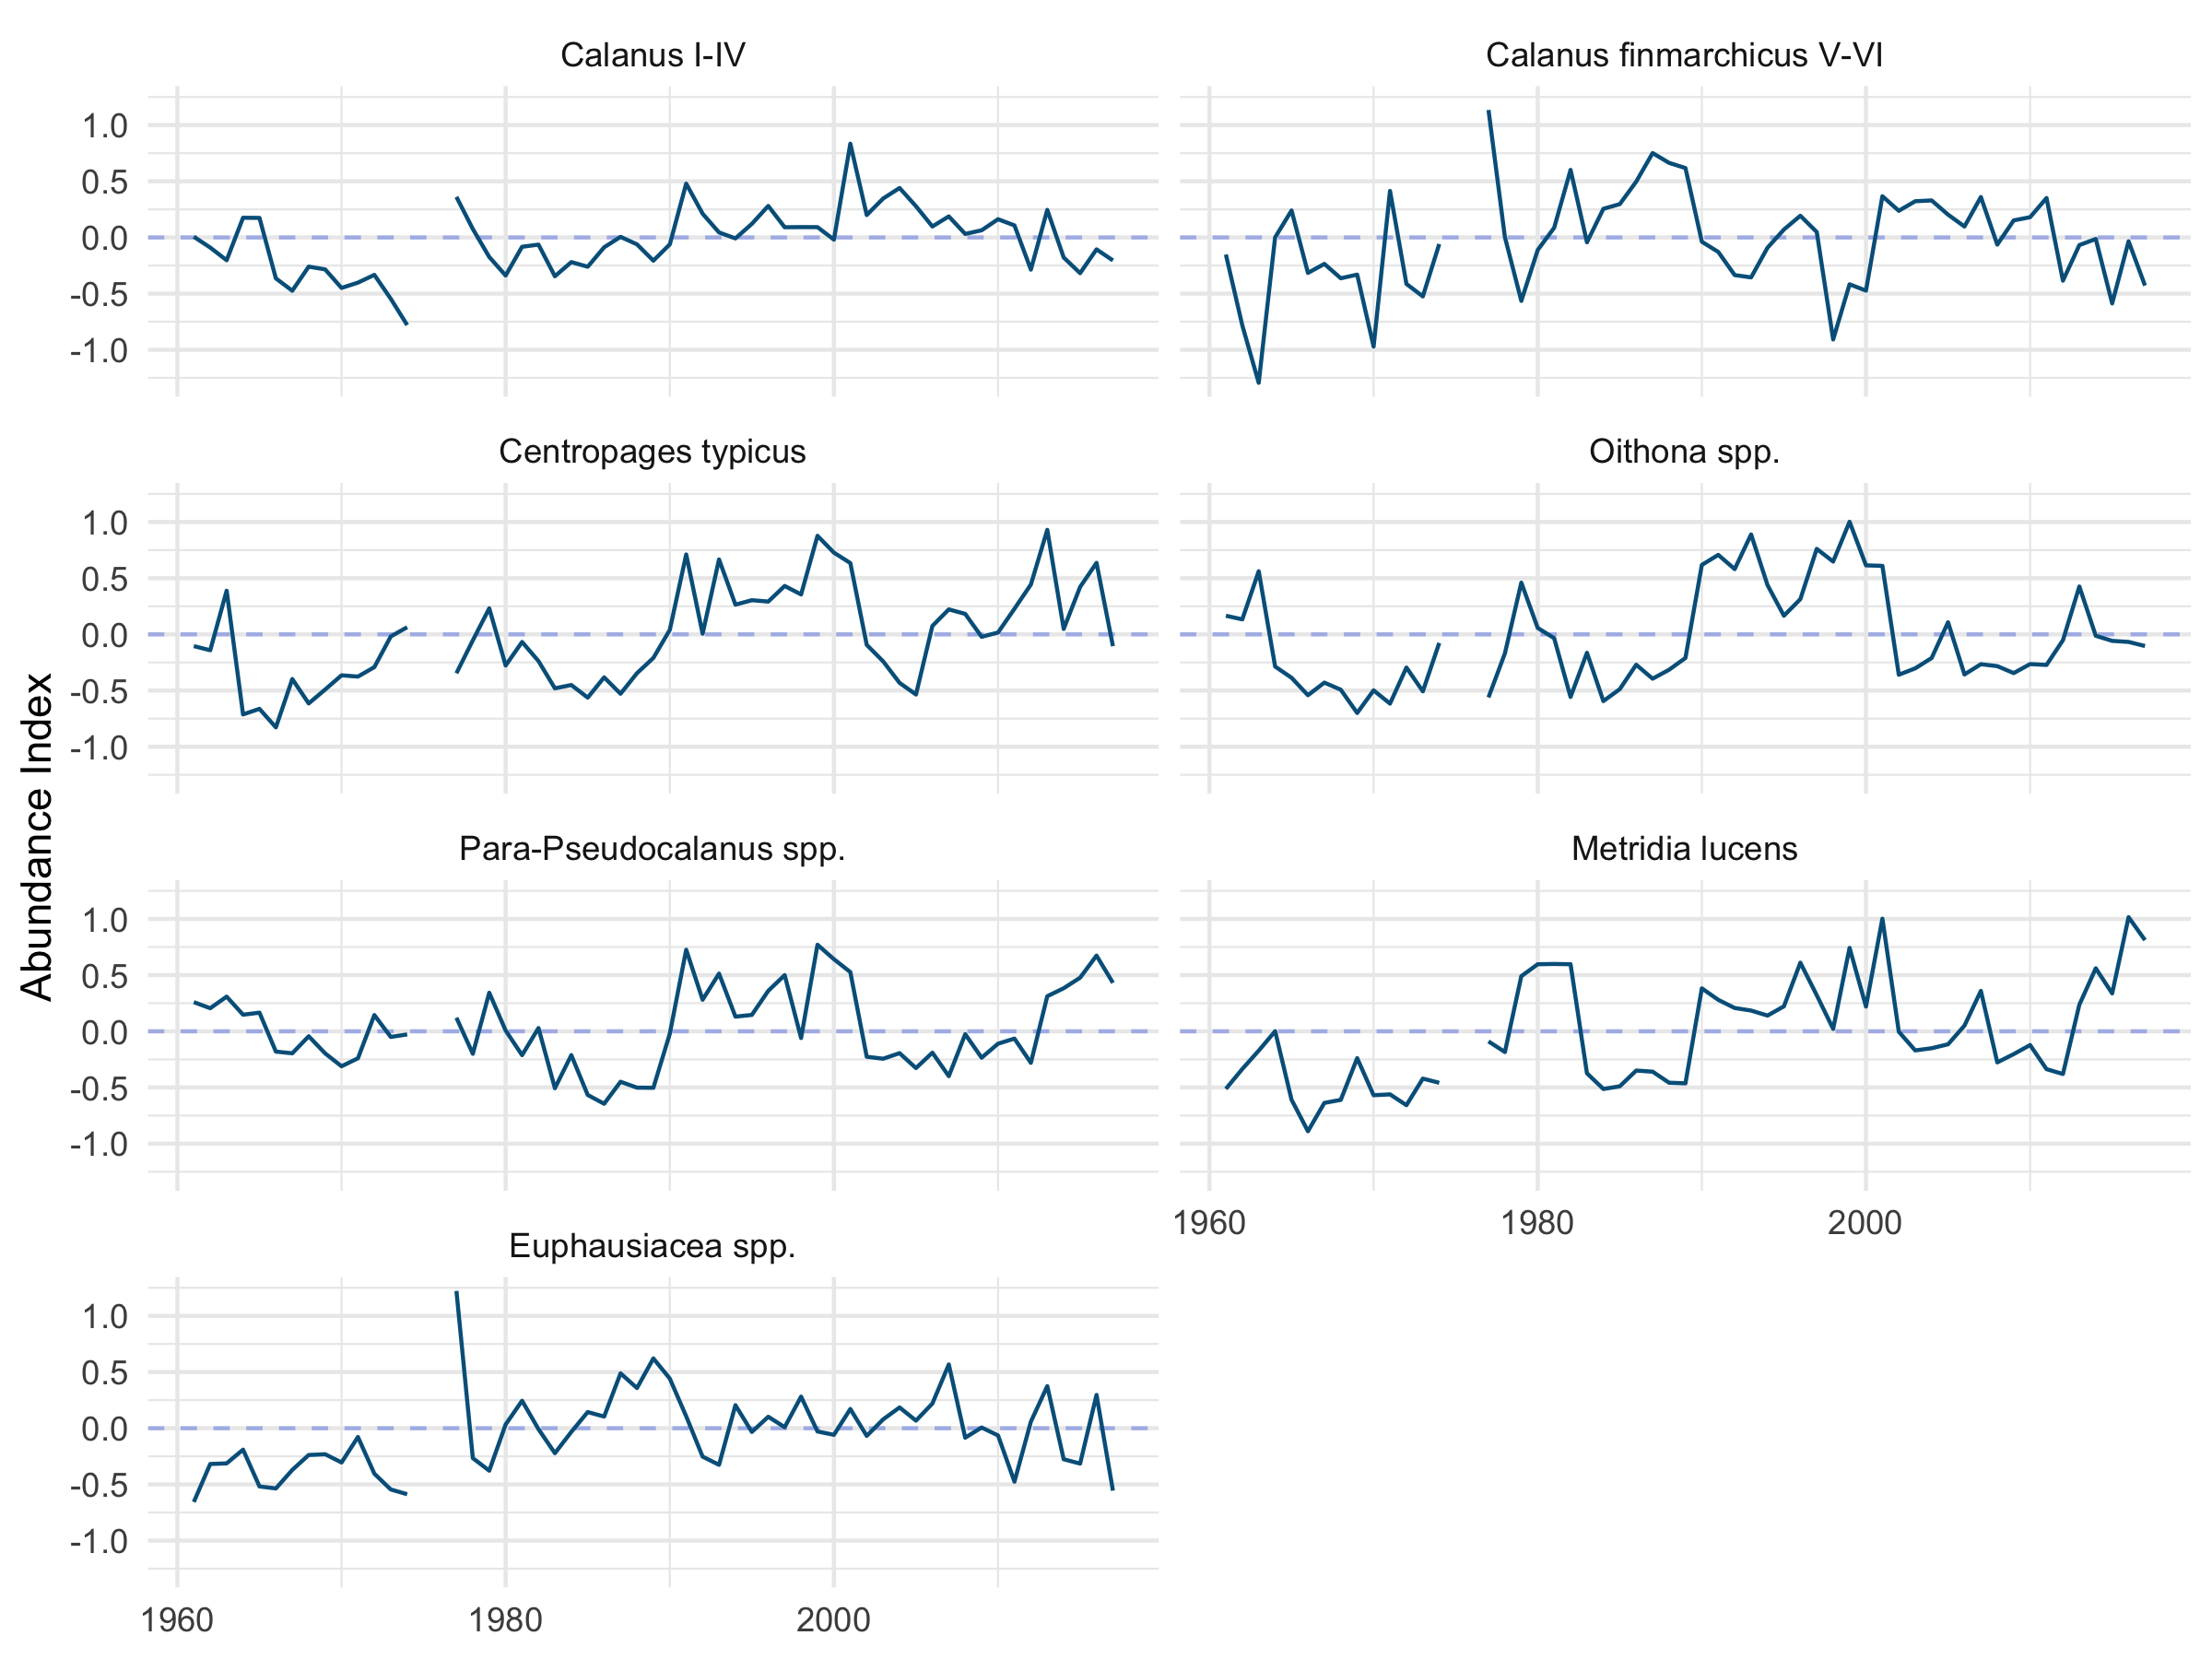 Calanus I-IV
Calanus finmarchicus V-VI
1.0
0.5
0.0
-0.5
-1.0
Centropages typicus
Oithona spp.
1.0
0.5
0.0
-0.5
-1.0
Abundance Index
Para-Pseudocalanus spp.
Metridia lucens
1.0
0.5
0.0
-0.5
-1.0
1960 1980 2000
Euphausiacea spp.
1.0
0.5
0.0
-0.5
-1.0
1960 1980 2000